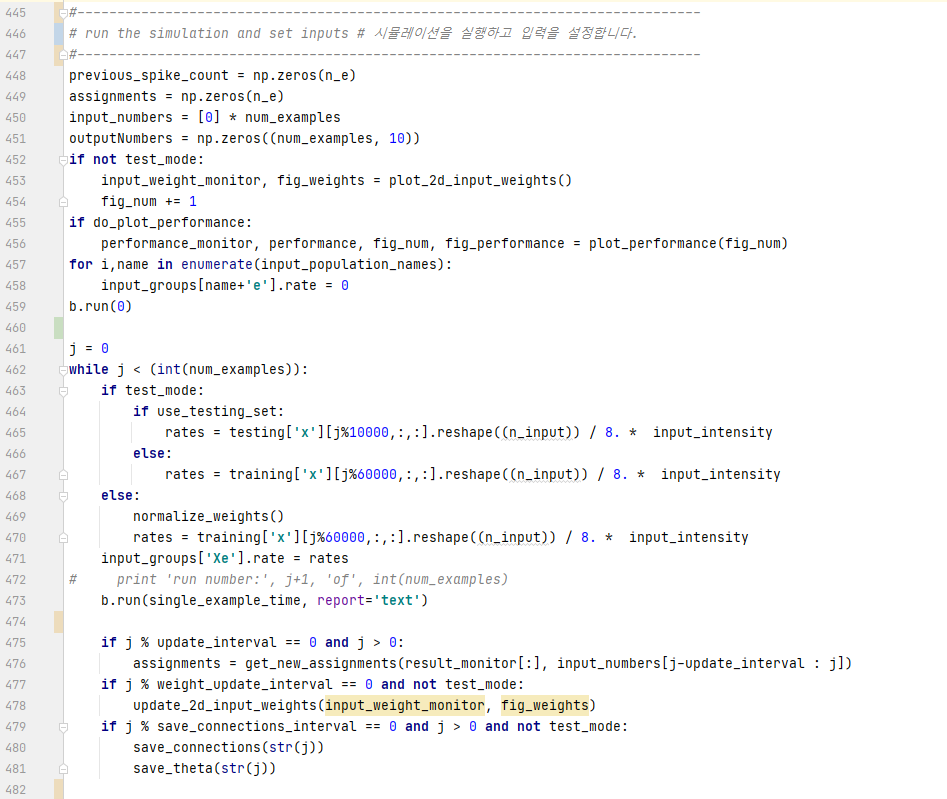 445 #------------------------------------------------------------------------------
446 # run the simulation and set inputs # 시뮬레이션을 실행하고 입력을 설정합니다.
447 #------------------------------------------------------------------------------
448 previous_spike_count = np.zeros(n_e)
449 assignments = np.zeros(n_e)
450 input_numbers = [0] * num_examples
451 outputNumbers = np.zeros((num_examples, 10))
452 if not test_mode:
453     input_weight_monitor, fig_weights = plot_2d_input_weights()
454     fig_num += 1
455 if do_plot_performance:
456     performance_monitor, performance, fig_num, fig_performance = plot_performance(fig_num)
457 for i,name in enumerate(input_population_names):
458     input_groups[name+'e'].rate = 0
459 b.run(0)
460
461 j = 0
462 while j < (int(num_examples)):
463     if test_mode:
464         if use_testing_set:
465             rates = testing['x'][j%10000,:,:].reshape((n_input)) / 8. *  input_intensity
466         else:
467             rates = training['x'][j%60000,:,:].reshape((n_input)) / 8. *  input_intensity
468     else:
469         normalize_weights()
470         rates = training['x'][j%60000,:,:].reshape((n_input)) / 8. *  input_intensity
471     input_groups['Xe'].rate = rates
472 #     print 'run number:', j+1, 'of', int(num_examples)
473     b.run(single_example_time, report='text')
474
475     if j % update_interval == 0 and j > 0:
476         assignments = get_new_assignments(result_monitor[:], input_numbers[j-update_interval : j])
477     if j % weight_update_interval == 0 and not test_mode:
478         update_2d_input_weights(input_weight_monitor, fig_weights)
479     if j % save_connections_interval == 0 and j > 0 and not test_mode:
480         save_connections(str(j))
481         save_theta(str(j))
482